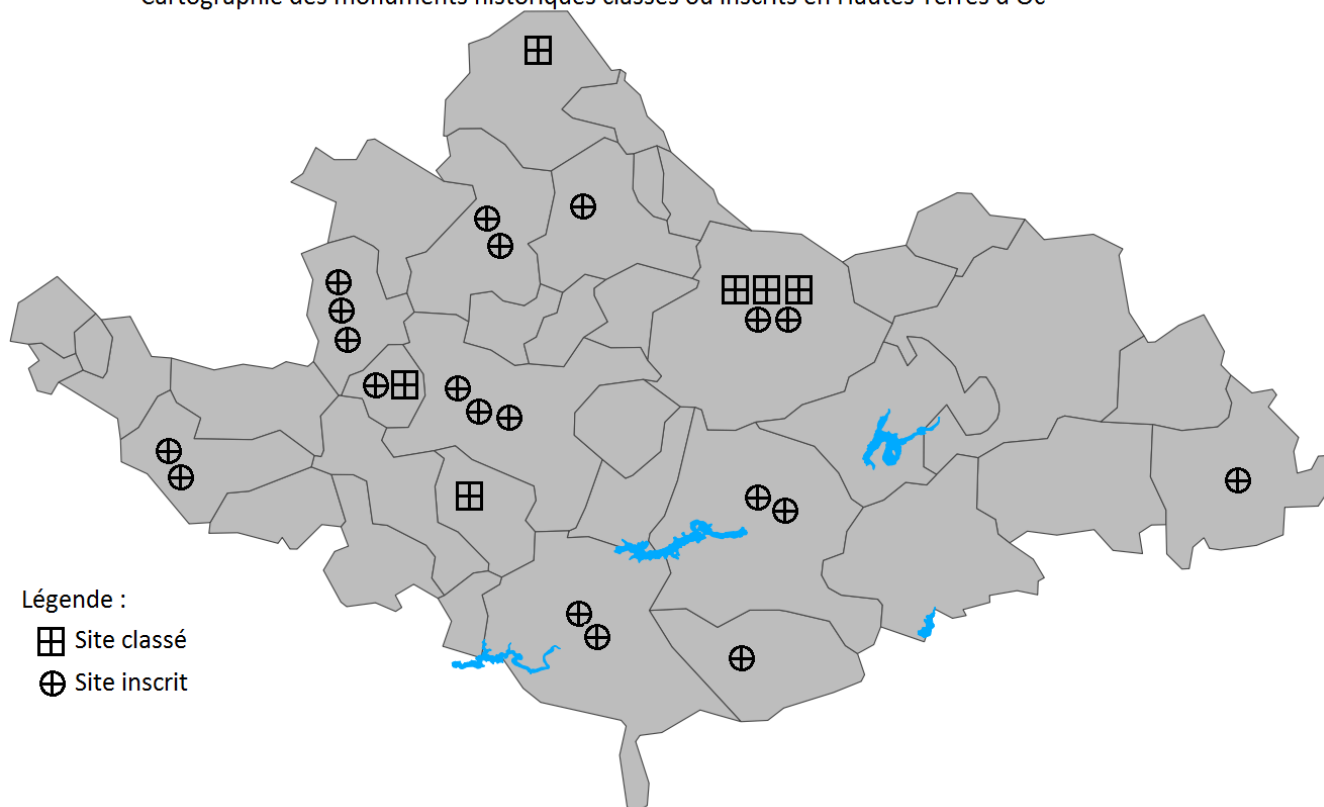 Cartographie des monuments historiques classés ou inscrits en Hautes Terres d'Oc
Légende :
Site classé
Site inscrit